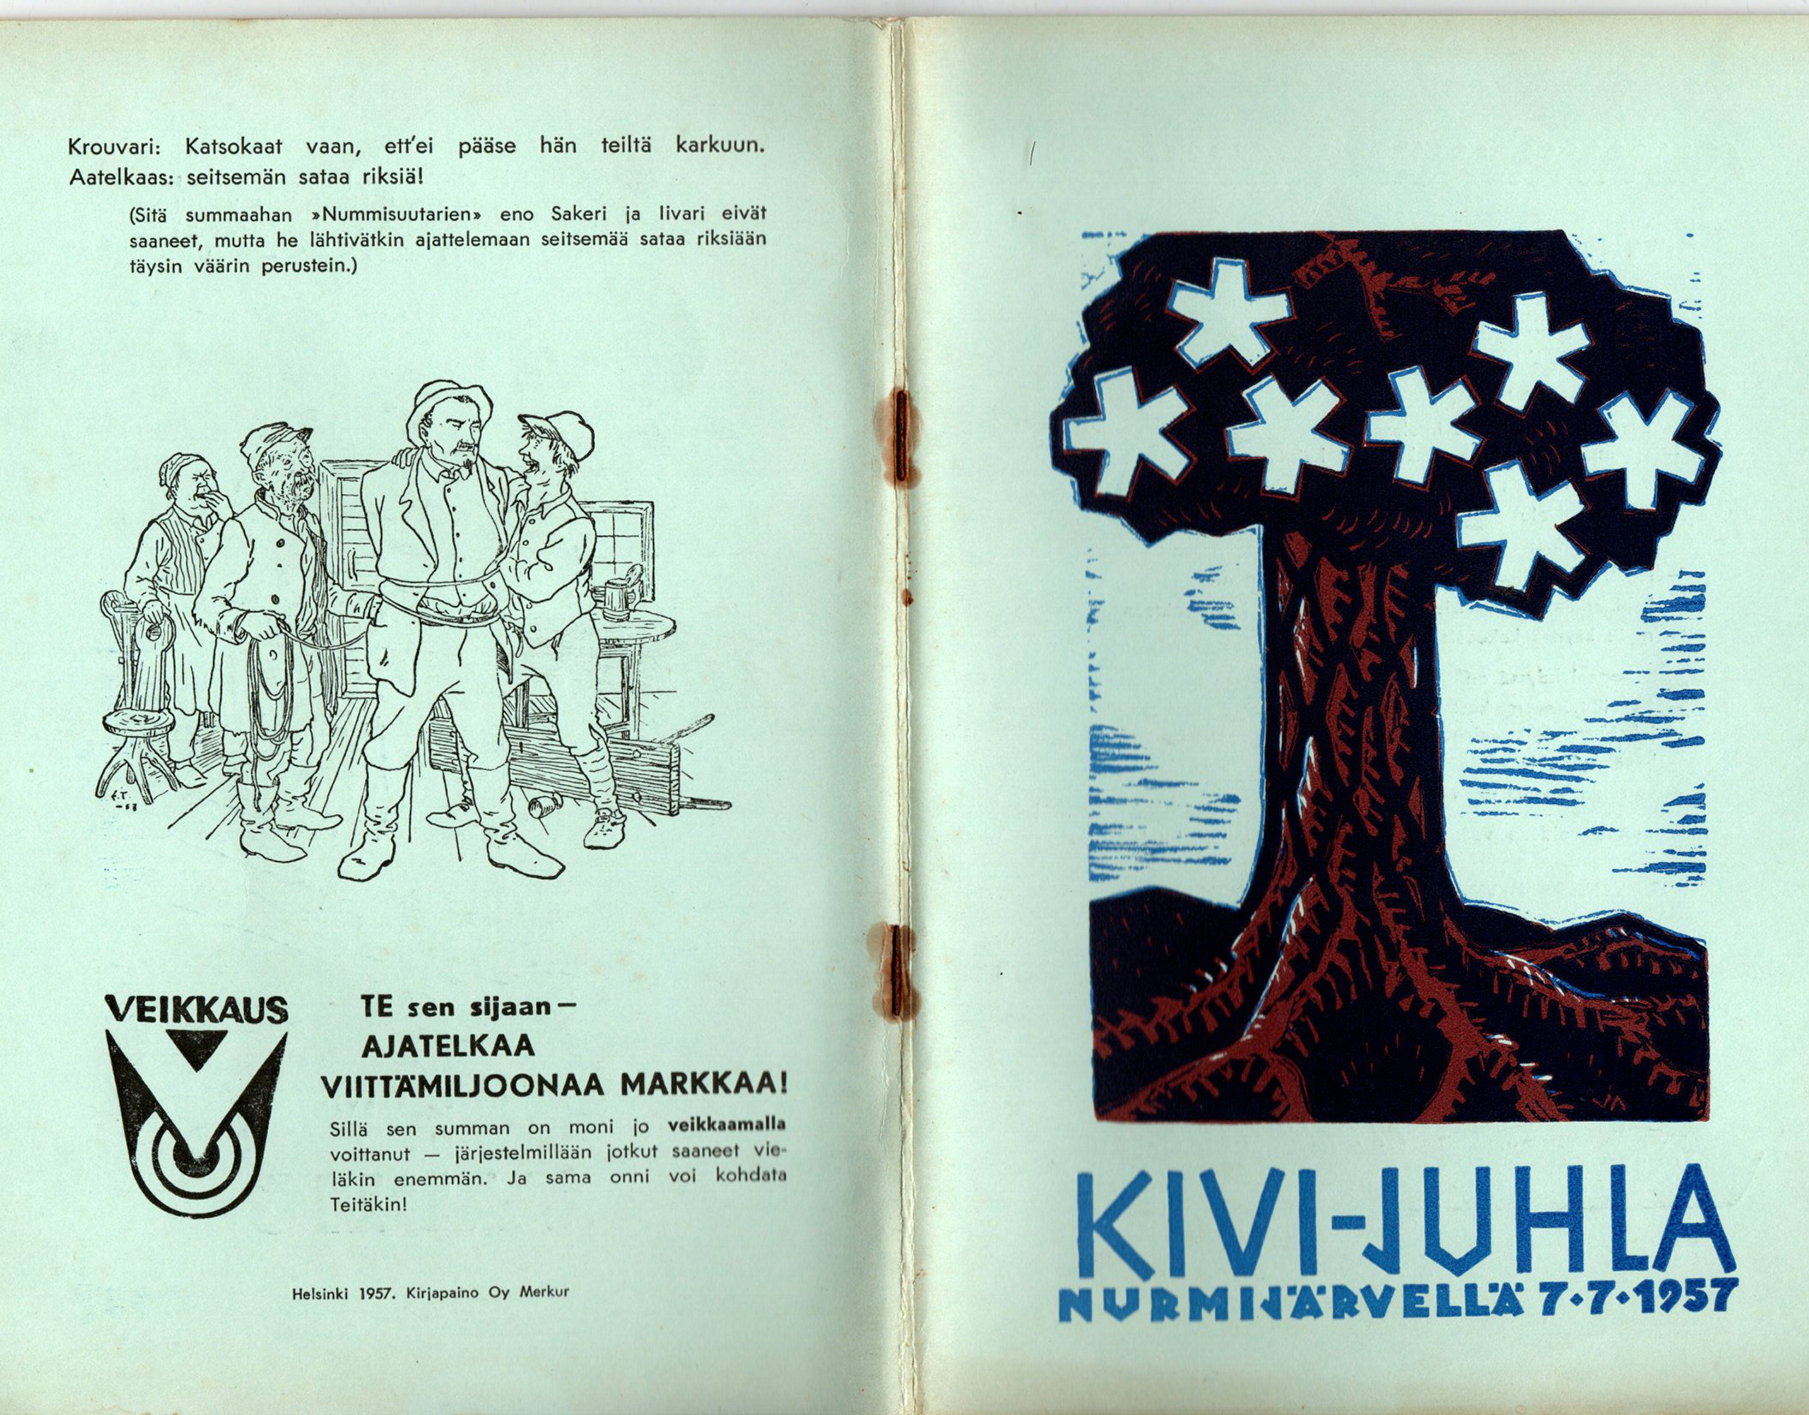 Krouvari: Katsokaat vaan, ett'ei pääse hän teiltä karkuun.
Aatelkaas: seitsemän sataa riksiä!
(Sitä summaahan »Nummisuutarien» eno Sakeri ja Iivari eivät
saaneet, mutta he lähtivätkin ajattelemaan seitsemää sataa riksiään
täysin väärin perustein.)
E.T.
-53
VEIKKAUS
TE sen sijaan —
AJATELKAA
VIITTÄMILJOONAA MARKKAA!
Sillä sen summan on moni jo veikkaamalla
voittanut — järjestelmillään jotkut saaneet vie-
läkin enemmän. Ja sama onni voi kohdata
Teitäkin!
Helsinki 1957. Kirjapaino Oy Merkur
KIVI-JUHLA
NURMIJÄRVELLÄ 7•7•1957